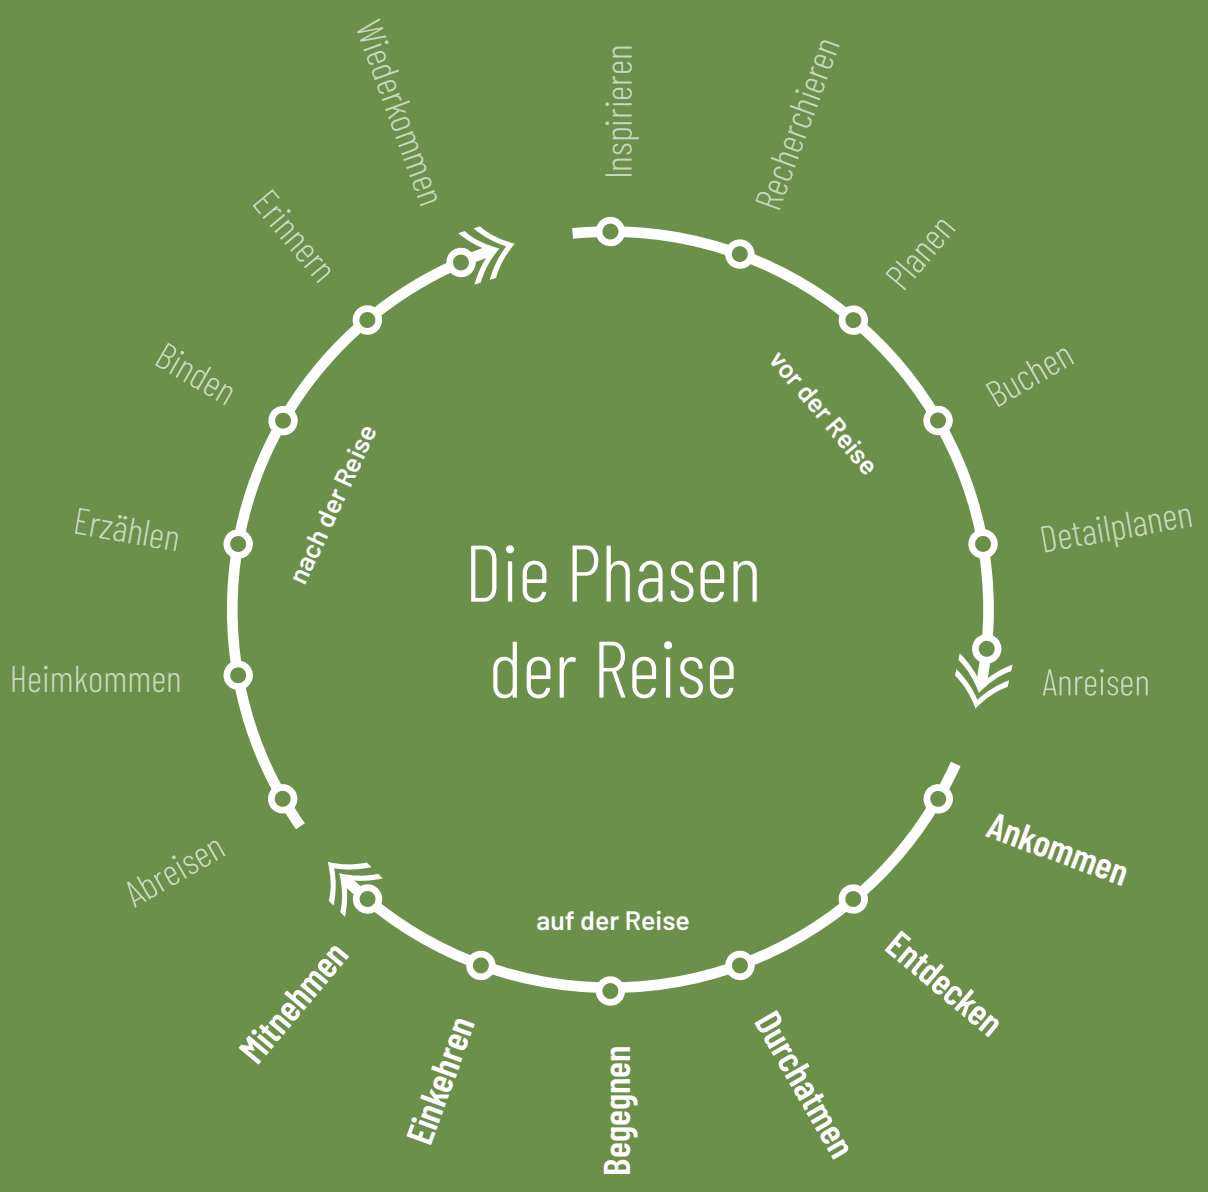 Die Phasen
der Reise
vor der Reise
Inspirieren
Recherchieren
Planen
Buchen
Detailplanen
Anreisen
auf der Reise
Ankommen
Entdecken
Durchatmen
Begegnen
Einkehren
Mitnehmen
nach der Reise
Abreisen
Heimkommen
Erzählen
Binden
Erinnern
Wiederkommen